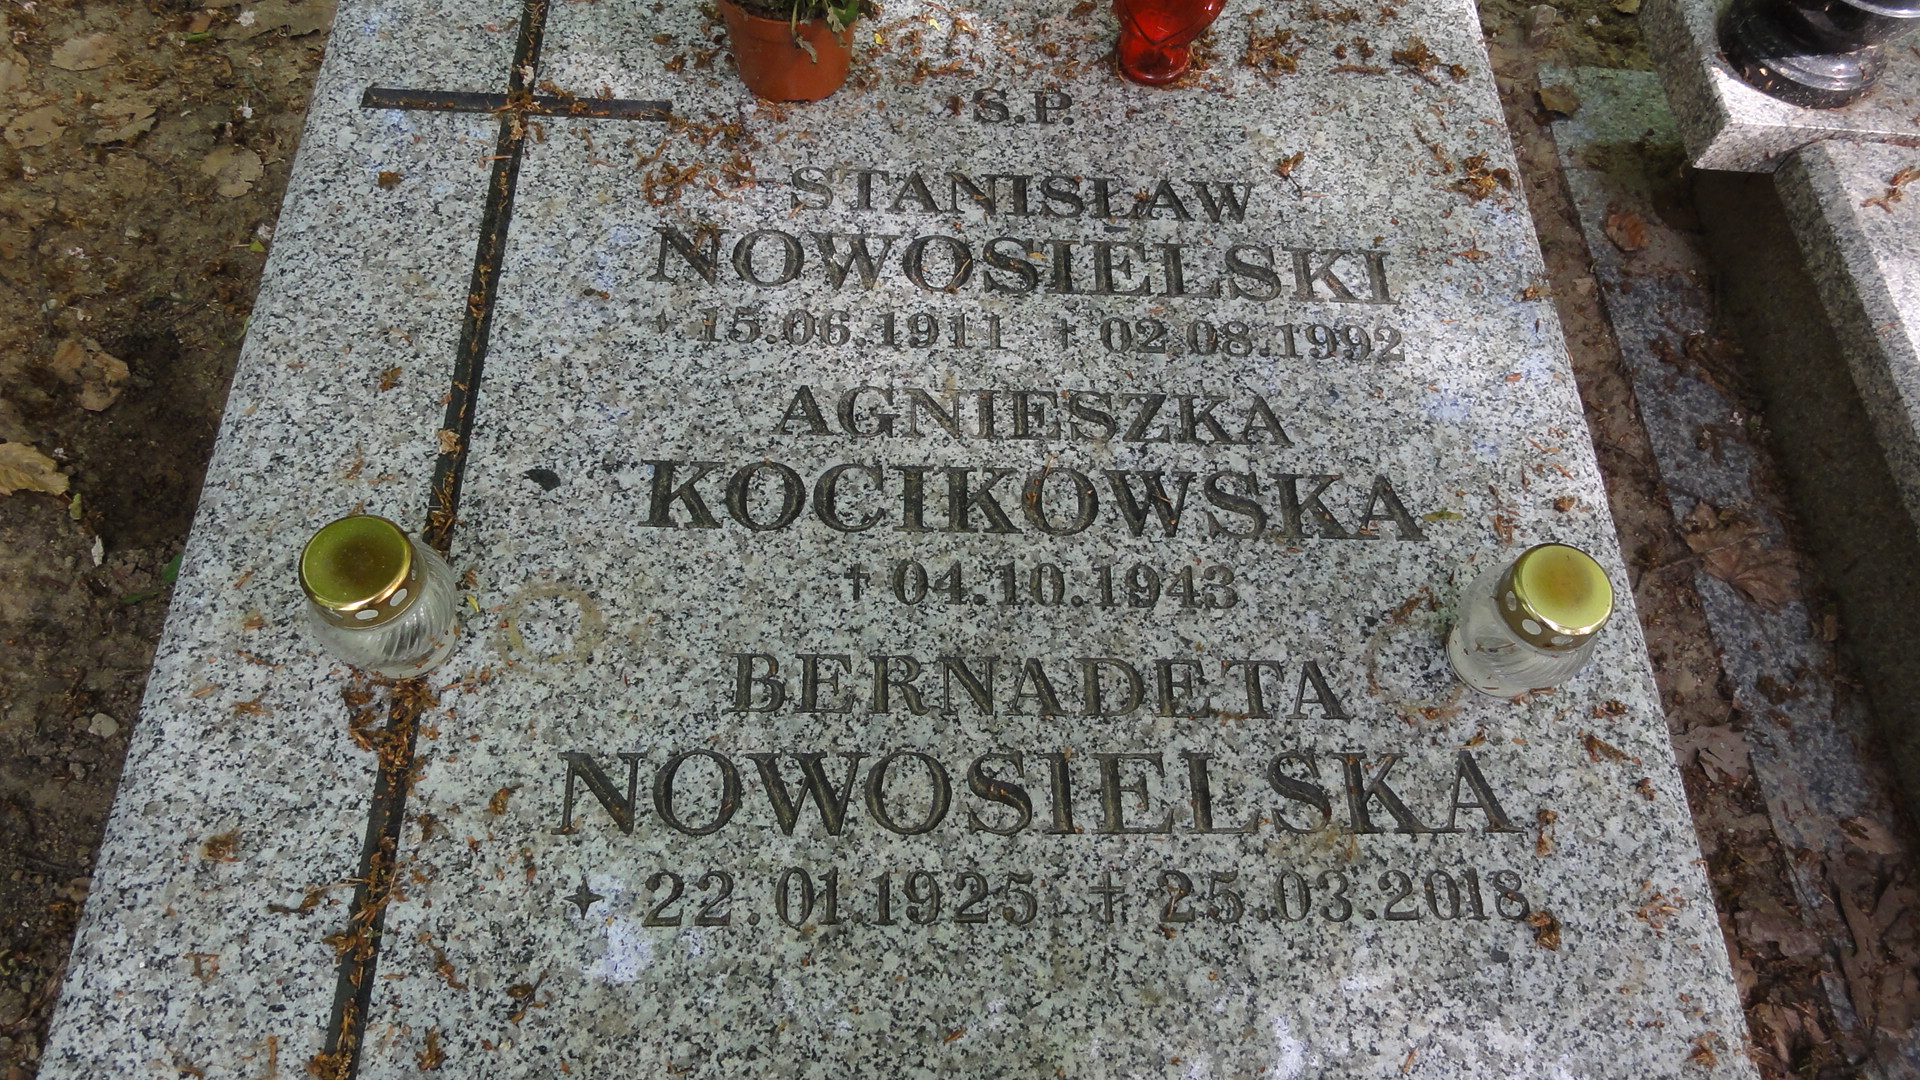 Ś.P.
STANISŁAW
NOWOSIELSKI
✦ 15.06.1911 † 02.08.1992
AGNIESZKA
KOCIKOWSKA
† 04.10.1943
BERNADETA
NOWOSIELSKA
✦ 22.01.1925 † 25.03.2018